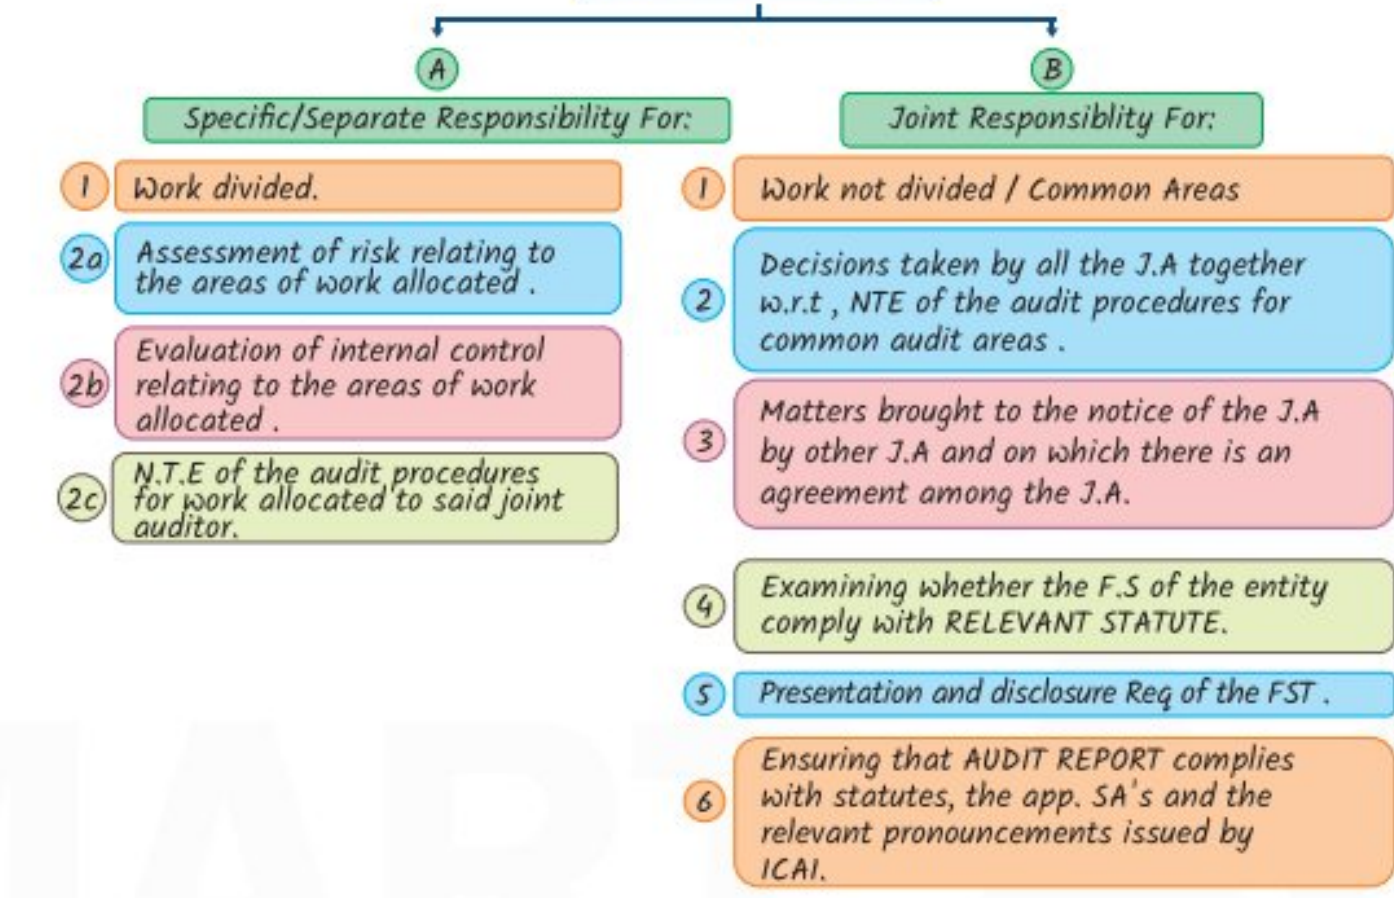 A
Specific/Separate Responsibility For:
1
Work divided.
2a
Assessment of risk relating to
the areas of work allocated .
2b
Evaluation of internal control
relating to the areas of work
allocated .
2c
N.T.E of the audit procedures
for work allocated to said joint
auditor.
B
Joint Responsiblity For:
1
Work not divided / Common Areas
2
Decisions taken by all the J.A together
w.r.t , NTE of the audit procedures for
common audit areas .
3
Matters brought to the notice of the J.A
by other J.A and on which there is an
agreement among the J.A.
4
Examining whether the F.S of the entity
comply with RELEVANT STATUTE.
5
Presentation and disclosure Req of the FST .
6
Ensuring that AUDIT REPORT complies
with statutes, the app. SA's and the
relevant pronouncements issued by
ICAI.